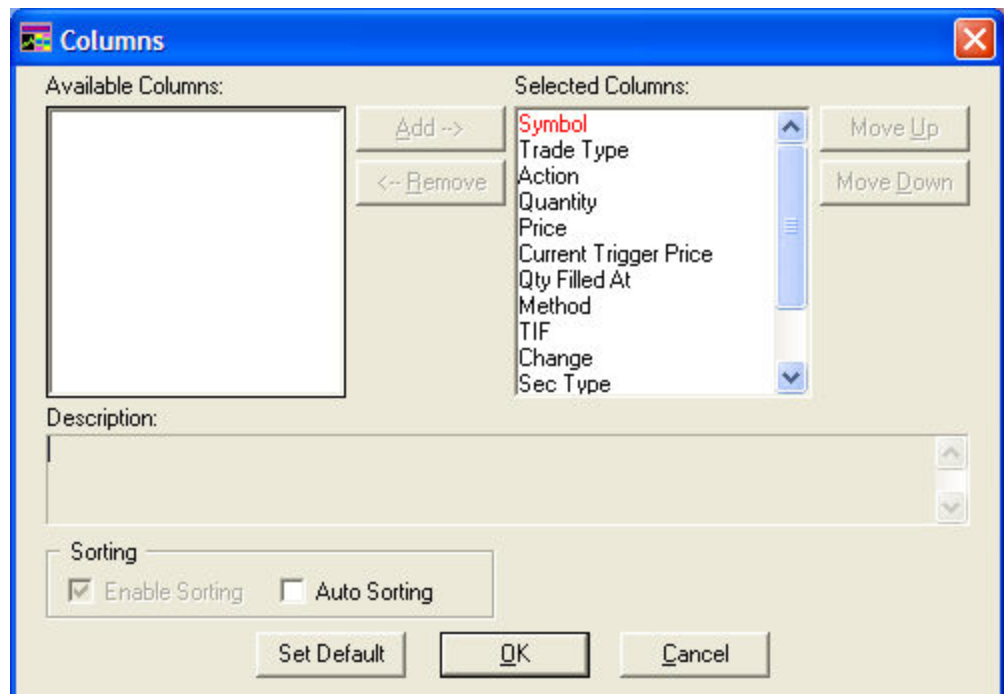 Columns
Available Columns:
Selected Columns:
Add -->
<-- Remove
Symbol
Trade Type
Action
Quantity
Price
Current Trigger Price
Qty Filled At
Method
TIF
Change
Sec Type
Move Up
Move Down
Description:
Sorting
Enable Sorting
Auto Sorting
Set Default
OK
Cancel